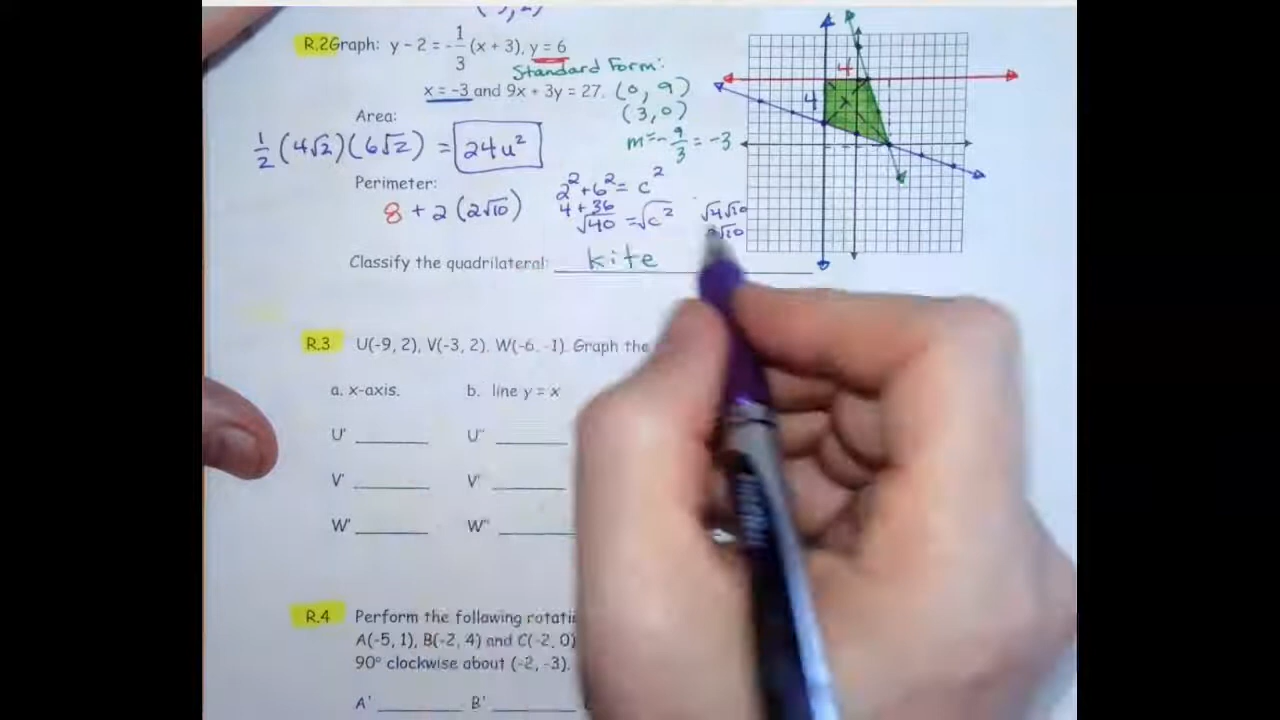 R.2 Graph: y - 2 = -1/3 (x + 3), y = 6
Standard Form:
x = -3 and 9x + 3y = 27. (0, 9)
(3, 0)
m = -9/3 = -3
Area:
1/2 (4√2)(6√2) = 24u²
Perimeter:
8 + 2(2√10)
2² + 6² = c²
4 + 36
√40 = √c²
√4√10
2√10
Classify the quadrilateral: kite
4
4
x
R.3 U(-9, 2), V(-3, 2). W(-6, -1). Graph the
a. x-axis. b. line y = x
U' U"
V' V'
W' W"
R.4 Perform the following
A(-5, 1), B(-2, 4) and C(-2, 0)
90° clockwise about (-2, -3).
A' B'